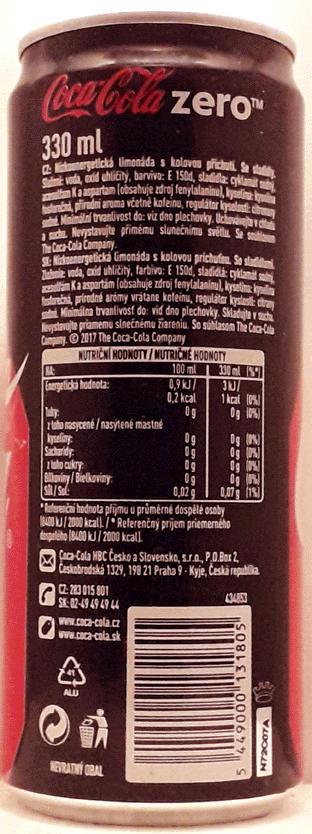 Coca-Cola zero™
330 ml
CZ: Nízkoenergetická limonáda s kolovou příchutí. Se sladidly.
Složení: voda, oxid uhličitý, barvivo: E 150d, sladidla: cyklamát sodný,
acesulfam K a aspartam (obsahuje zdroj fenylalaninu), kyselina: kyselina
fosforečná, přírodní aroma včetně kofeinu, regulátor kyselosti: citronany
sodné. Minimální trvanlivost do: viz dno plechovky. Uchovávejte v chladu
a suchu. Nevystavujte přímému slunečnímu světlu. Se souhlasem
The Coca-Cola Company.
SK: Nízkoenergetická limonáda s kolovou príchuťou. So sladidlami.
Zloženie: voda, oxid uhličitý, farbivo: E 150d, sladidlá: cyklamát sodný,
acesulfám K a aspartám (obsahuje zdroj fenylalanínu), kyselina: kyselina
fosforečná, prírodné arómy vrátane kofeínu, regulátor kyslosti: citrany
sodné. Minimálna trvanlivosť do: viď dno plechovky. Skladujte v suchu.
Nevystavujte priamemu slnečnému žiareniu. So súhlasom The Coca-Cola
Company. © 2017 The Coca-Cola Company
NUTRIČNÍ HODNOTY / NUTRIČNÉ HODNOTY
NA: 100 ml 330 ml (%*)
Energetická hodnota: 0,9 kJ / 3 kJ /
0,2 kcal 1 kcal (0%)
Tuky: 0 g 0 g (0%)
z toho nasycené / nasýtené mastné
kyseliny: 0 g 0 g (0%)
Sacharidy: 0 g 0 g (0%)
z toho cukry: 0 g 0 g (0%)
Bílkoviny / Bielkoviny: 0 g 0 g (0%)
Sůl / Soľ: 0,02 g 0,07 g (1%)
*Referenční hodnota příjmu u průměrné dospělé osoby
(8400 kJ / 2000 kcal). / * Referenčný príjem priemerného
dospelého (8400 kJ / 2000 kcal).
Coca-Cola HBC Česko a Slovensko, s.r.o., P.O.Box 2,
Českobrodská 1329, 198 21 Praha 9 - Kyje, Česká republika.
CZ: 283 015 801
SK: 02-49 49 49 44
434853
www.coca-cola.cz
www.coca-cola.sk
41
ALU
NEVRATNÝ OBAL
5 449000 131805
N72C07A